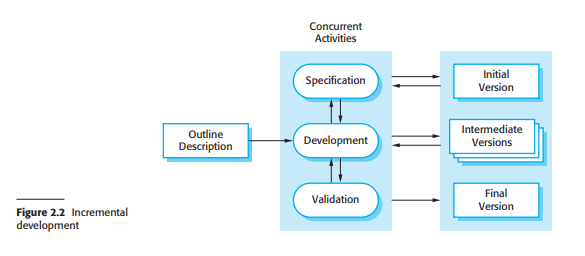 Concurrent
Activities
Specification
Initial
Version
Outline
Description
Development
Intermediate
Versions
Validation
Final
Version
Figure 2.2 Incremental
development